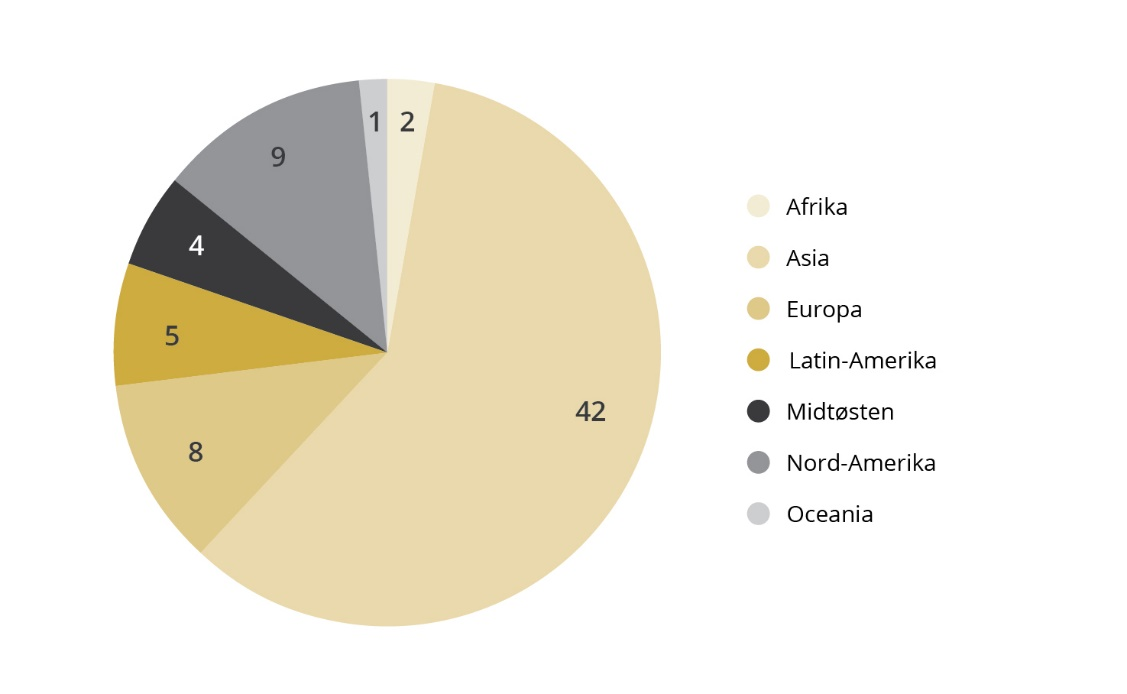 1
2
9
4
5
8
42
Afrika
Asia
Europa
Latin-Amerika
Midtøsten
Nord-Amerika
Oceania